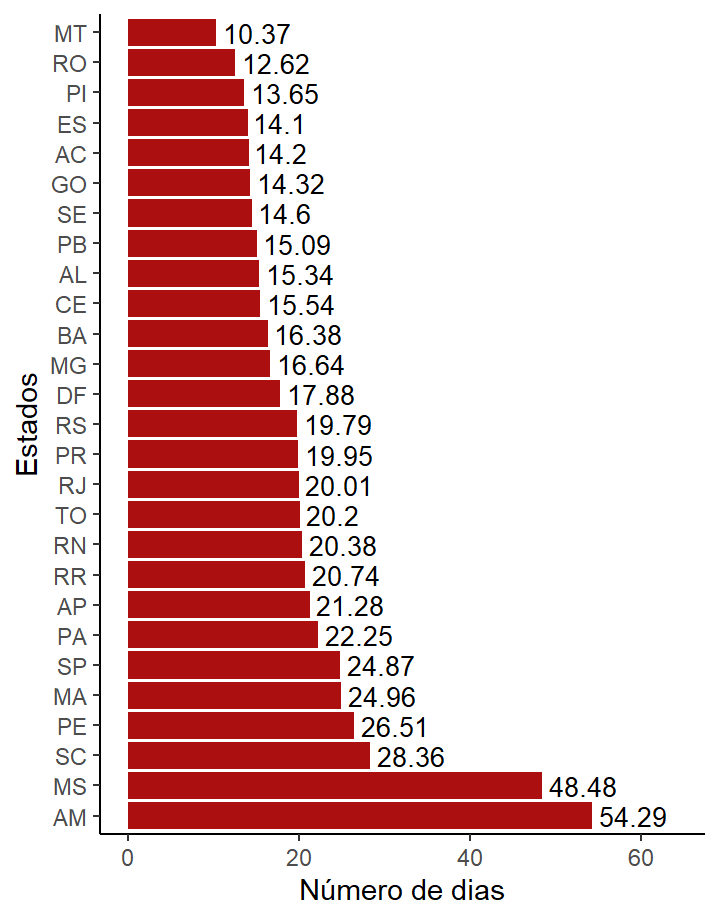 MT 10.37
RO 12.62
PI 13.65
ES 14.1
AC 14.2
GO 14.32
SE 14.6
PB 15.09
AL 15.34
CE 15.54
BA 16.38
MG 16.64
DF 17.88
RS 19.79
PR 19.95
RJ 20.01
TO 20.2
RN 20.38
RR 20.74
AP 21.28
PA 22.25
SP 24.87
MA 24.96
PE 26.51
SC 28.36
MS 48.48
AM 54.29
Estados
0 20 40 60
Número de dias